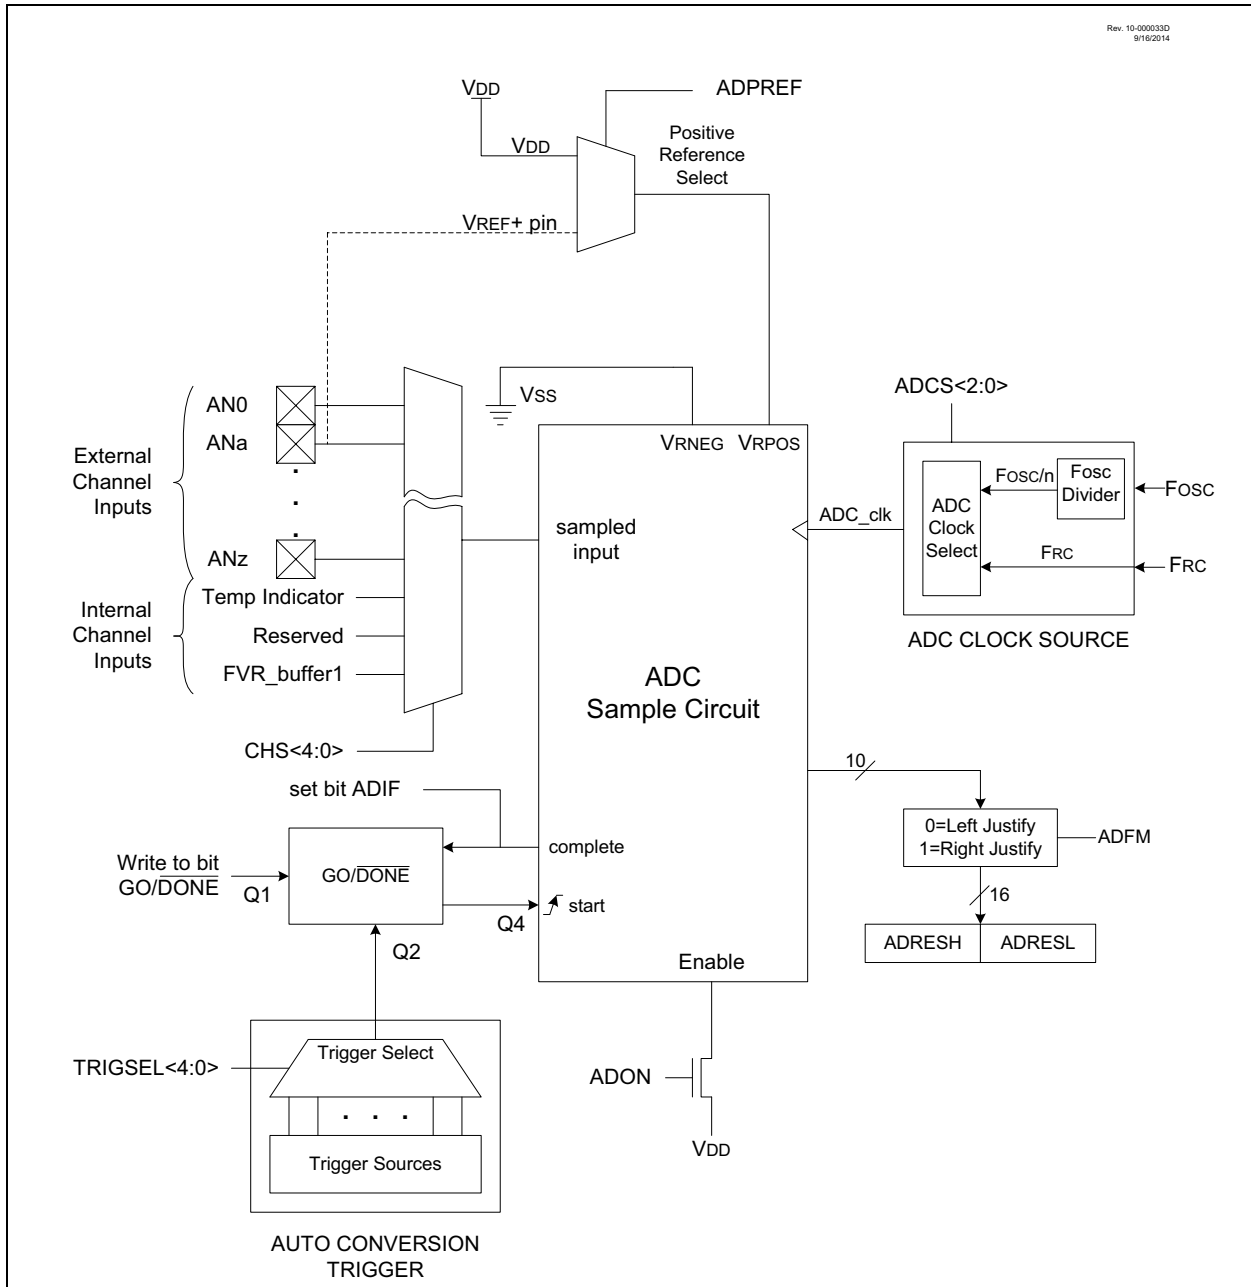 Rev. 10-000033D
9/16/2014
VDD
ADPREF
VDD
Positive
Reference
Select
VREF+ pin
VSS
ADCS<2:0>
AN0
ANa
External
Channel
Inputs
ANz
Internal
Channel
Inputs
Temp Indicator
Reserved
FVR_buffer1
CHS<4:0>
VRNEG
VRPOS
sampled
input
ADC_clk
ADC
Clock
Select
FOSC/n
Fosc
Divider
FOSC
FRC
FRC
ADC CLOCK SOURCE
ADC
Sample Circuit
set bit ADIF
complete
Write to bit
GO/DONE
Q1
GO/DONE
Q4
start
Q2
Enable
10
0=Left Justify
1=Right Justify
ADFM
16
ADRESH
ADRESL
TRIGSEL<4:0>
Trigger Select
. . .
Trigger Sources
ADON
VDD
AUTO CONVERSION
TRIGGER